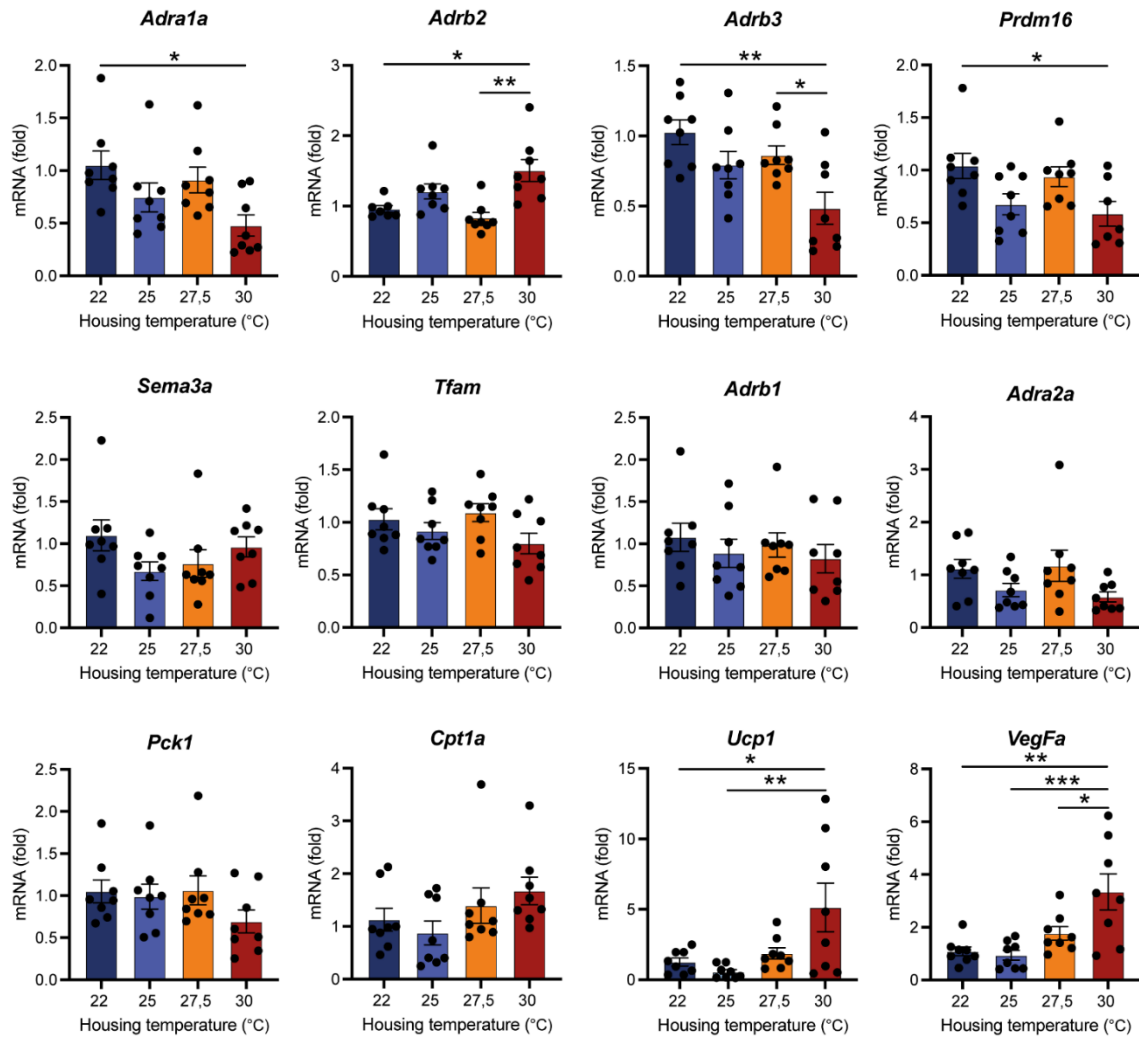 Adra1a
*
mRNA (fold)
2.0
1.5
1.0
0.5
0.0
22 25 27,5 30
Housing temperature (°C)
Adrb2
*
**
mRNA (fold)
3
2
1
0
22 25 27,5 30
Housing temperature (°C)
Adrb3
**
*
mRNA (fold)
1.5
1.0
0.5
0.0
22 25 27,5 30
Housing temperature (°C)
Prdm16
*
mRNA (fold)
2.0
1.5
1.0
0.5
0.0
22 25 27,5 30
Housing temperature (°C)
Sema3a
mRNA (fold)
2.5
2.0
1.5
1.0
0.5
0.0
22 25 27,5 30
Housing temperature (°C)
Tfam
mRNA (fold)
2.0
1.5
1.0
0.5
0.0
22 25 27,5 30
Housing temperature (°C)
Adrb1
mRNA (fold)
2.5
2.0
1.5
1.0
0.5
0.0
22 25 27,5 30
Housing temperature (°C)
Adra2a
mRNA (fold)
4
3
2
1
0
22 25 27,5 30
Housing temperature (°C)
Pck1
mRNA (fold)
2.5
2.0
1.5
1.0
0.5
0.0
22 25 27,5 30
Housing temperature (°C)
Cpt1a
mRNA (fold)
4
3
2
1
0
22 25 27,5 30
Housing temperature (°C)
Ucp1
*
**
mRNA (fold)
15
10
5
0
22 25 27,5 30
Housing temperature (°C)
VegFa
**
***
*
mRNA (fold)
8
6
4
2
0
22 25 27,5 30
Housing temperature (°C)